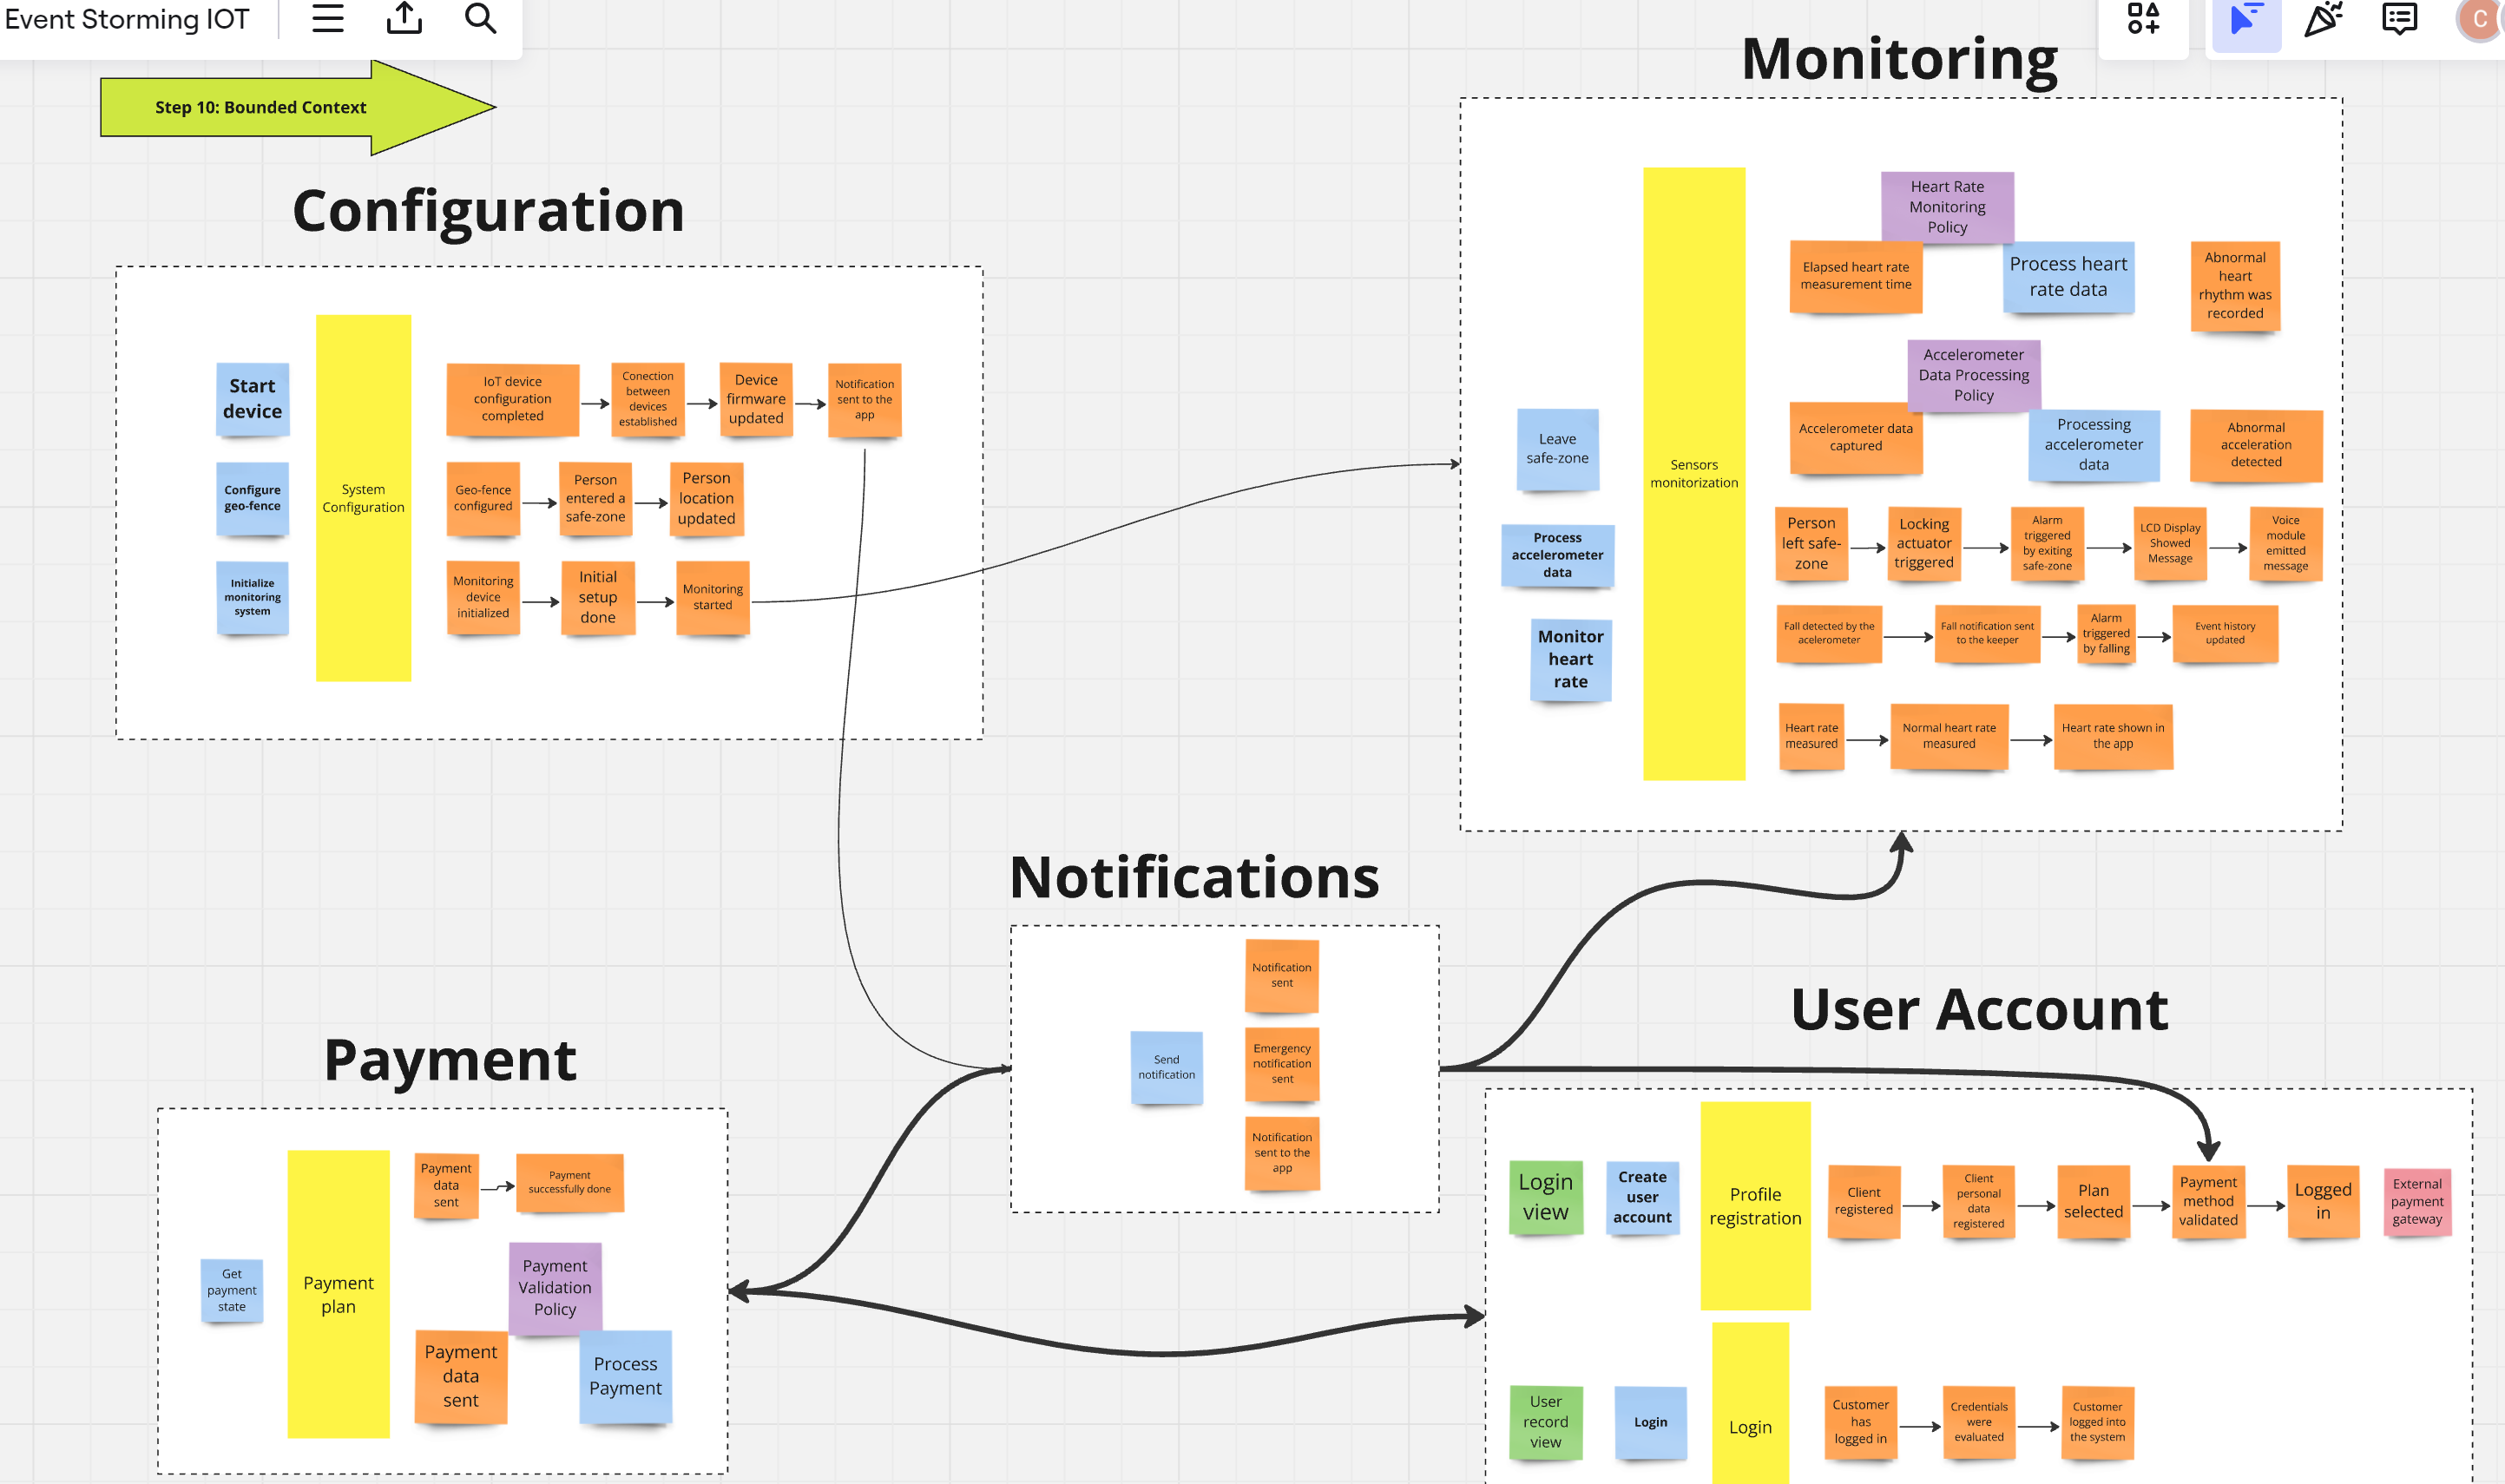 Event Storming IOT
C
Step 10: Bounded Context
Configuration
Start
device
Configure
geo-fence
Initialize
monitoring
system
System
Configuration
IoT device
configuration
completed
Conection
between
devices
established
Device
firmware
updated
Notification
sent to the
app
Geo-fence
configured
Person
entered a
safe-zone
Person
location
updated
Monitoring
device
initialized
Initial
setup
done
Monitoring
started
Monitoring
Leave
safe-zone
Process
accelerometer
data
Monitor
heart
rate
Sensors
monitorization
Heart Rate
Monitoring
Policy
Elapsed heart rate
measurement time
Process heart
rate data
Abnormal
heart
rhythm was
recorded
Accelerometer
Data Processing
Policy
Accelerometer data
captured
Processing
accelerometer
data
Abnormal
acceleration
detected
Person
left safe-
zone
Locking
actuator
triggered
Alarm
triggered
by exiting
safe-zone
LCD Display
Showed
Message
Voice
module
emitted
message
Fall detected by the
acelerometer
Fall notification sent
to the keeper
Alarm
triggered
by falling
Event history
updated
Heart rate
measured
Normal heart rate
measured
Heart rate shown in
the app
Notifications
Send
notification
Notification
sent
Emergency
notification
sent
Notification
sent to the
app
Payment
Get
payment
state
Payment
plan
Payment
data
sent
Payment
successfully done
Payment
Validation
Policy
Payment
data
sent
Process
Payment
User Account
Login
view
Create
user
account
Profile
registration
Client
registered
Client
personal
data
registered
Plan
selected
Payment
method
validated
Logged
in
External
payment
gateway
User
record
view
Login
Login
Customer
has
logged in
Credentials
were
evaluated
Customer
logged into
the system